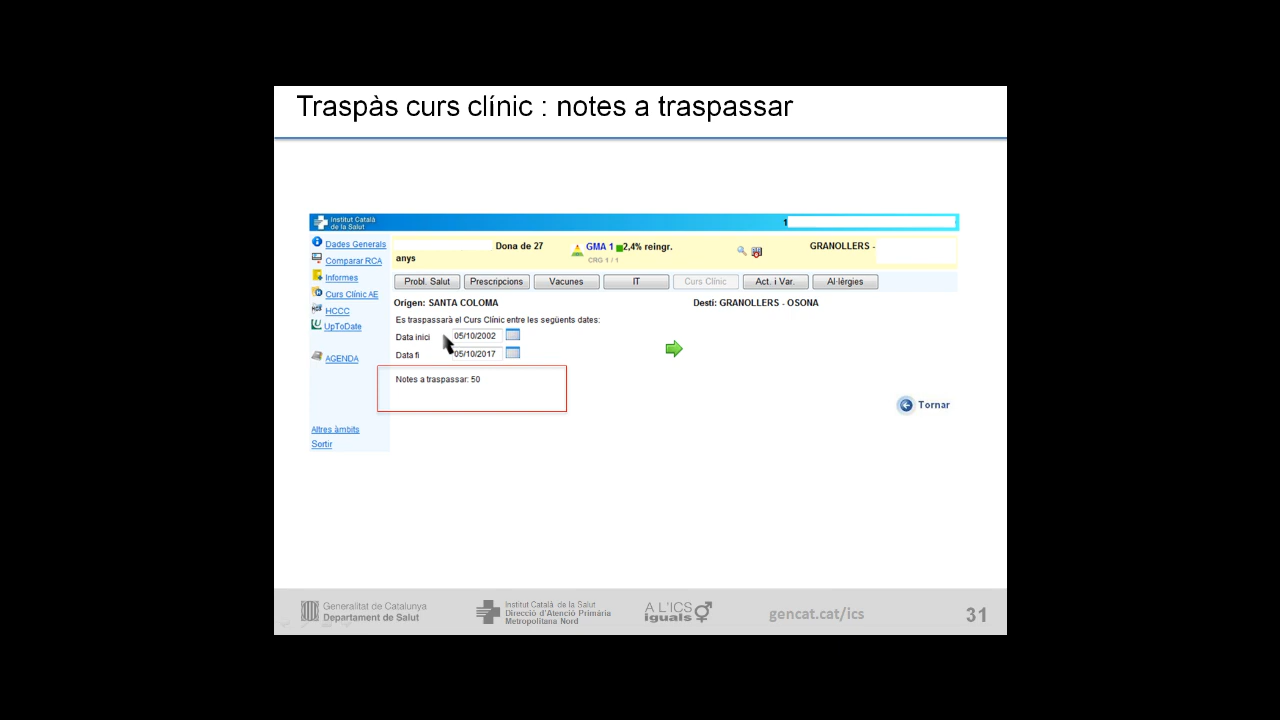 Traspàs curs clínic : notes a traspassar
Institut Català
de la Salut
1
Dades Generals
Comparar RCA
Informes
Curs Clínic AE
HCCC
UpToDate
AGENDA
Altres àmbits
Sortir
Dona de 27
anys
GMA 1 2,4% reingr.
CRG 1 / 1
GRANOLLERS -
Probl. Salut Prescripcions Vacunes IT Curs Clínic Act. i Var. Al·lèrgies
Origen: SANTA COLOMA Destí: GRANOLLERS - OSONA
Es traspassarà el Curs Clínic entre les següents dates:
Data inici 05/10/2002
Data fi 05/10/2017
Notes a traspassar: 50
Tornar
Generalitat de Catalunya
Departament de Salut
Institut Català de la Salut
Direcció d'Atenció Primària
Metropolitana Nord
A L'ICS
iguals
gencat.cat/ics
31